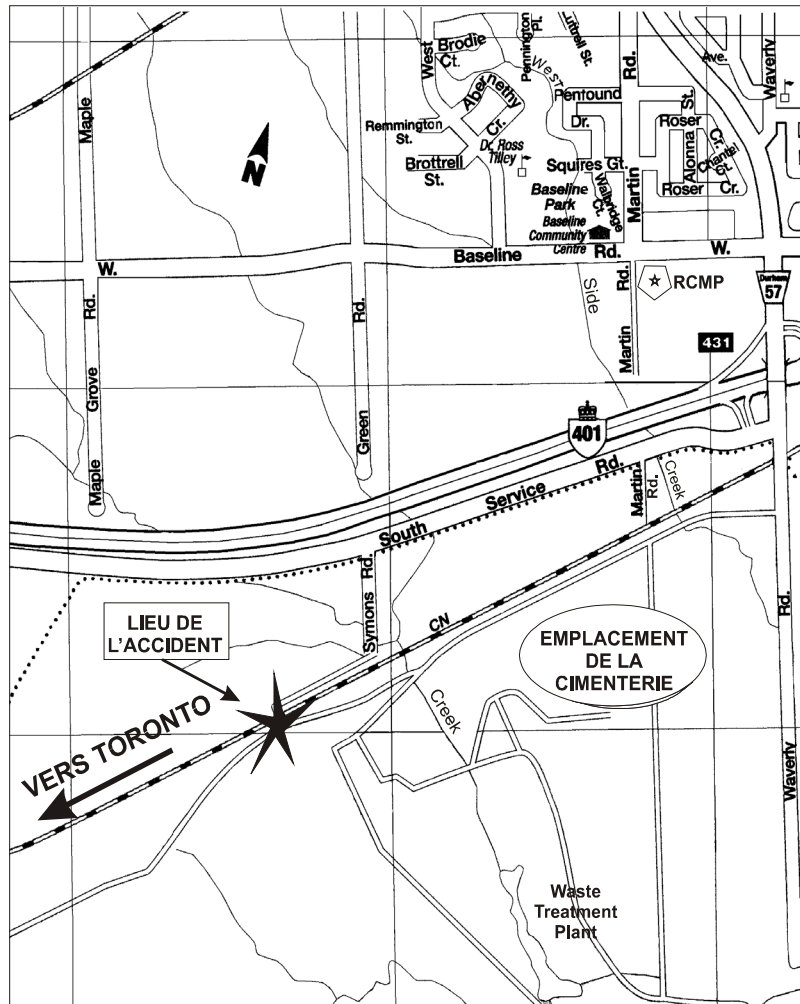 Pennington
Pl.
Luttrell St.
West
Brodie
Ct.
West
Rd.
Ave.
Waverly
Maple
Abernethy
Cr.
Pentound
Dr.
St.
Roser
Cr.
Remmington
St.
Dr. Ross
Tilley
Alonna
Chantel
Ct.
N
Brottrell
St.
Squires Gt.
Walbridge
Ct.
Martin
Roser Cr.
Baseline
Park
Baseline
Community
Centre
W.
Baseline
Rd.
W.
Rd.
Rd.
Side
Rd.
Martin
RCMP
Durham
57
431
Grove
Maple
Green
401
South Service Rd.
Martin
Rd.
Creek
Symons Rd.
CN
LIEU DE
L'ACCIDENT
EMPLACEMENT
DE LA
CIMENTERIE
Rd.
Creek
VERS TORONTO
Waverly
Waste
Treatment
Plant